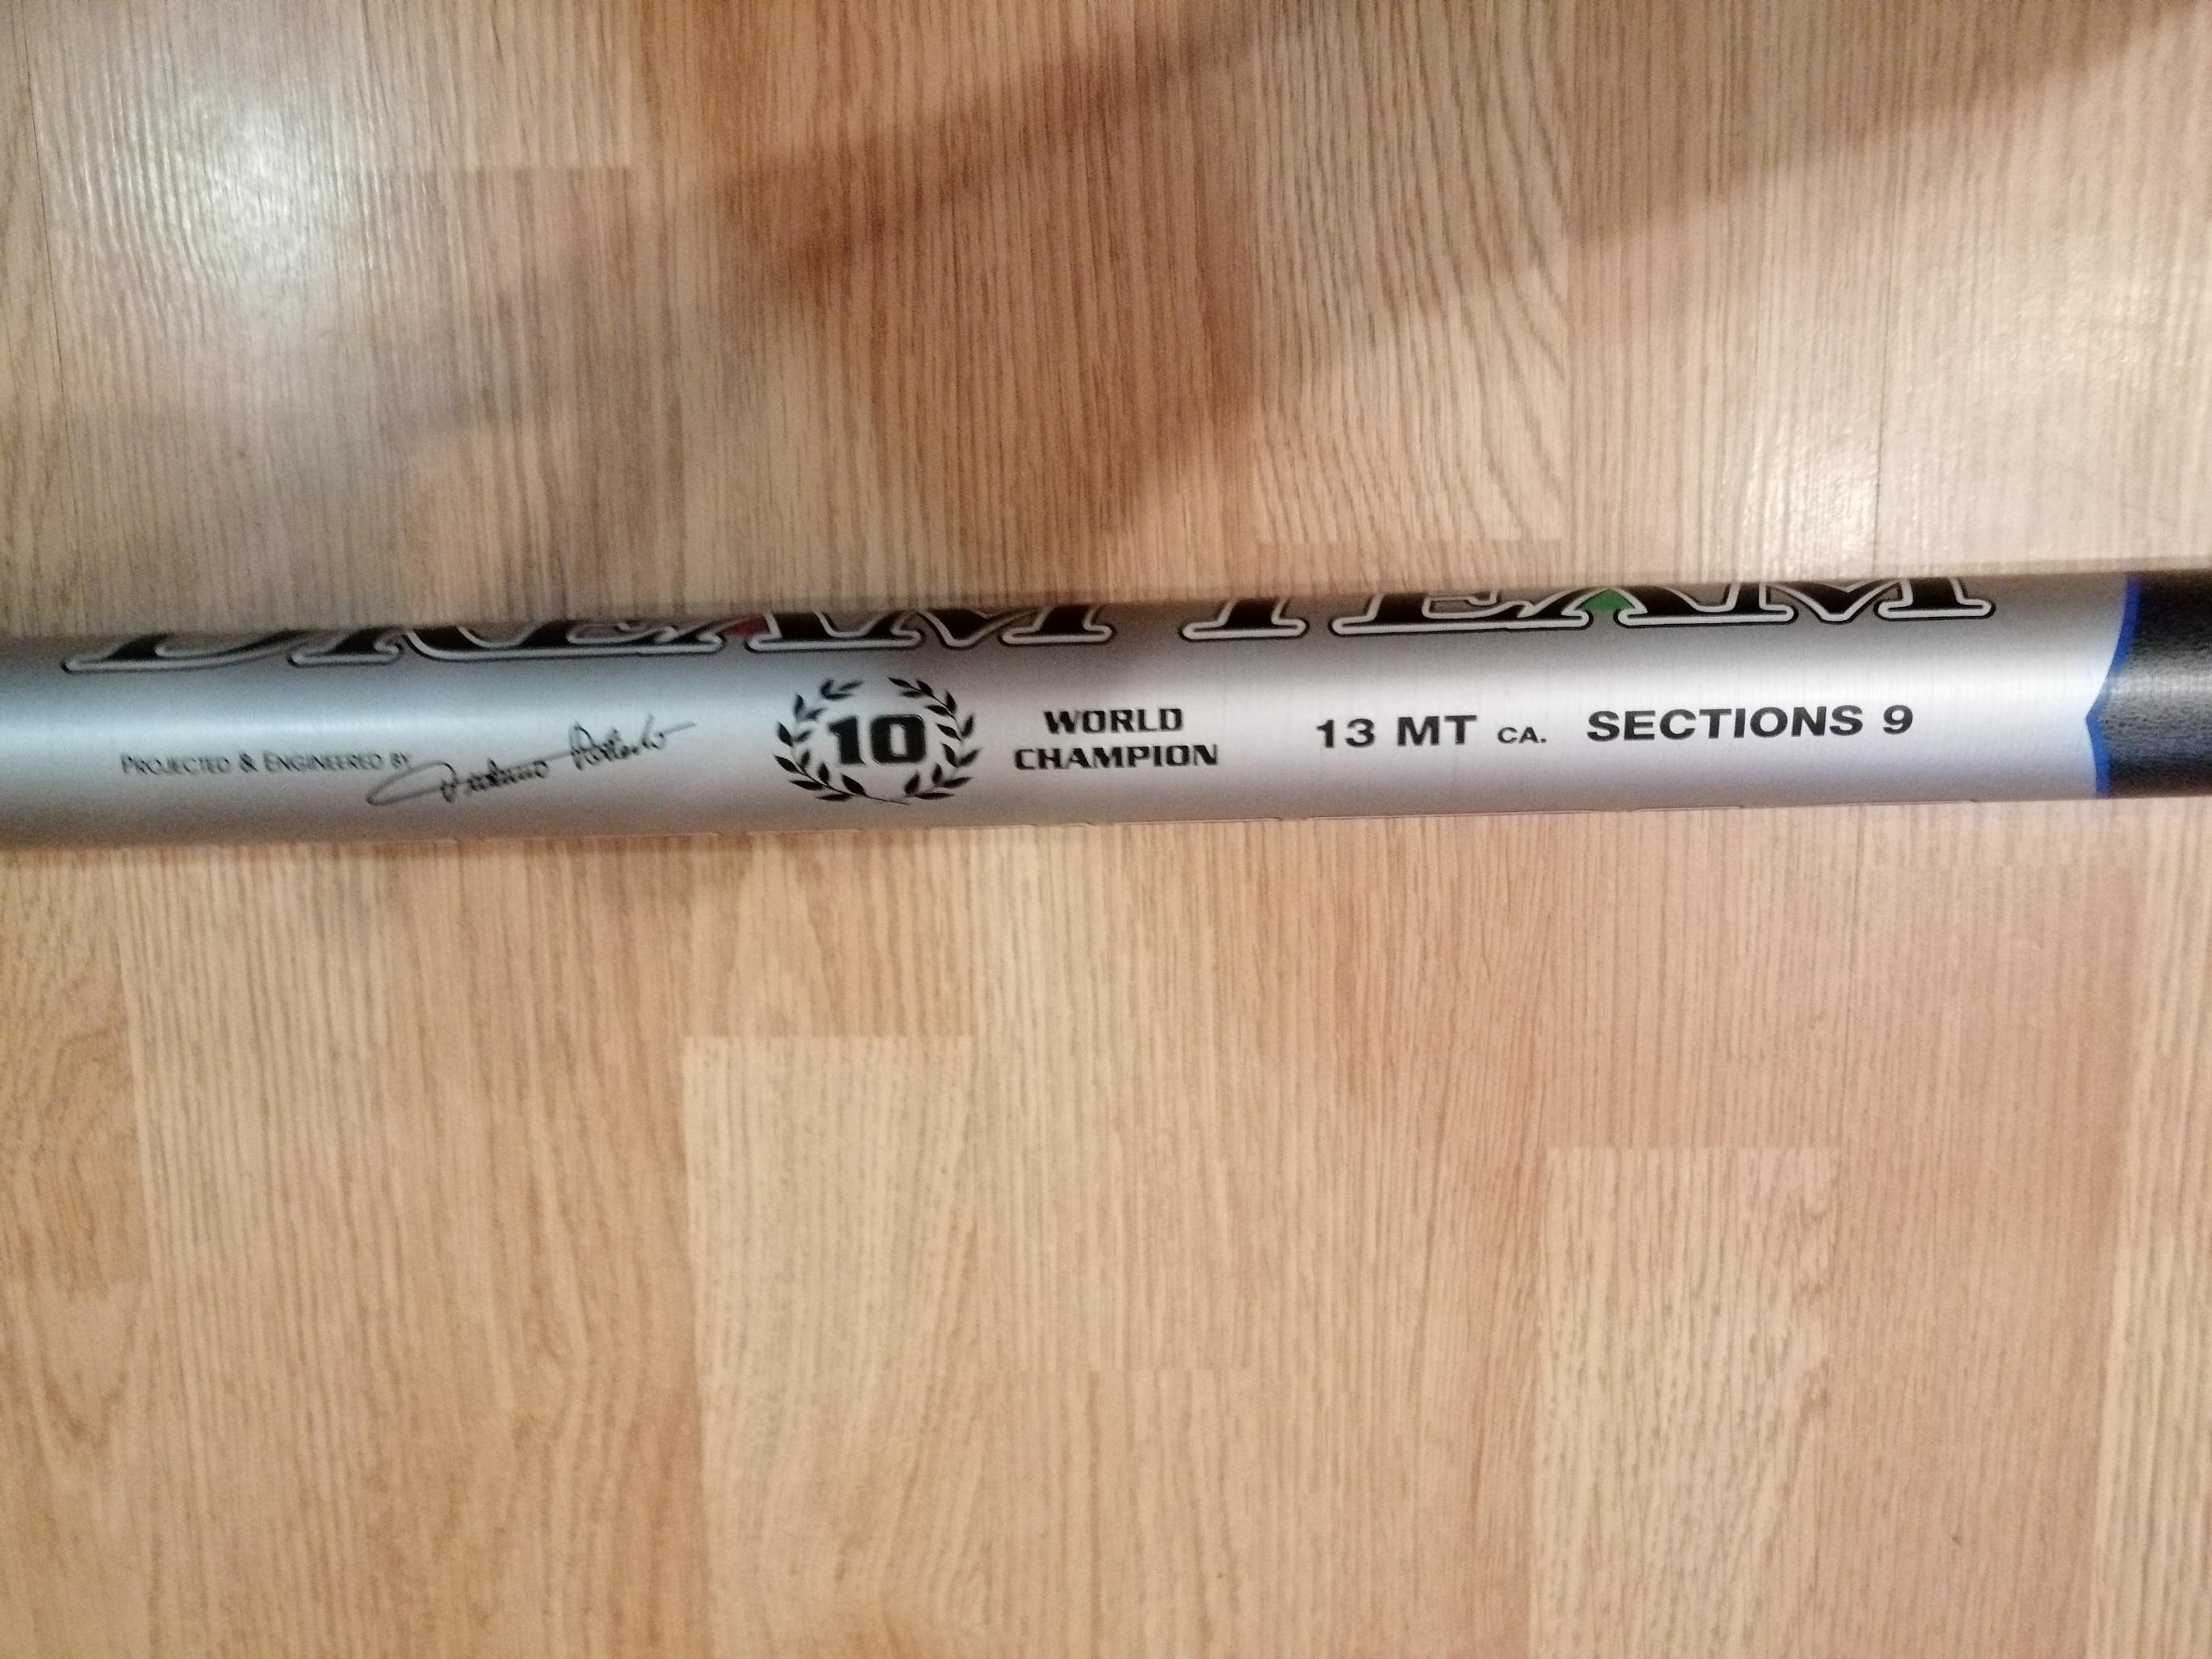 DREAM TEAM
PROJECTED & ENGINEERED BY
10
WORLD
CHAMPION
13 MT CA. SECTIONS 9